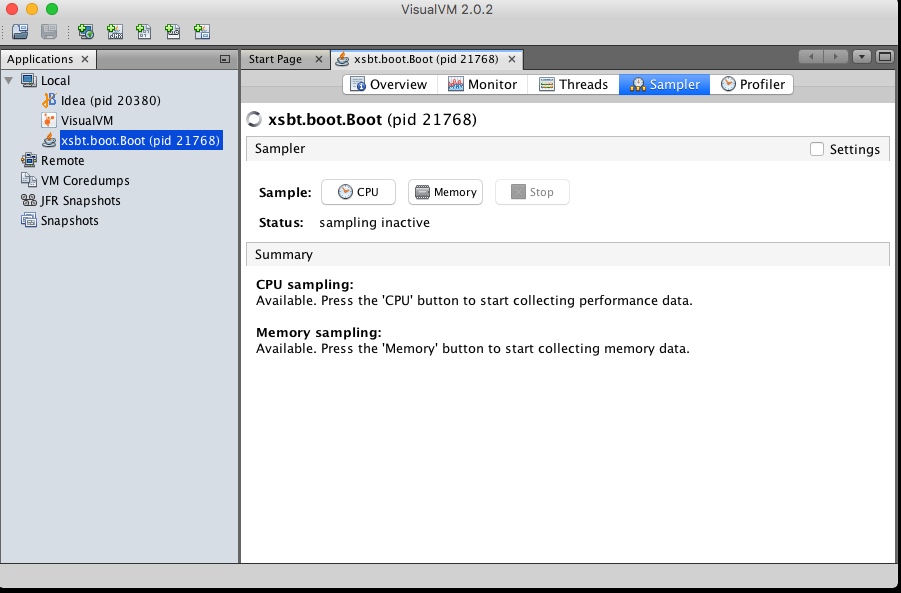 VisualVM 2.0.2
Applications ×
Start Page ×
xsbt.boot.Boot (pid 21768) ×
Local
Idea (pid 20380)
VisualVM
xsbt.boot.Boot (pid 21768)
Remote
VM Coredumps
JFR Snapshots
Snapshots
Overview
Monitor
Threads
Sampler
Profiler
xsbt.boot.Boot (pid 21768)
Sampler
Settings
Sample: CPU Memory Stop
Status: sampling inactive
Summary
CPU sampling:
Available. Press the 'CPU' button to start collecting performance data.
Memory sampling:
Available. Press the 'Memory' button to start collecting memory data.